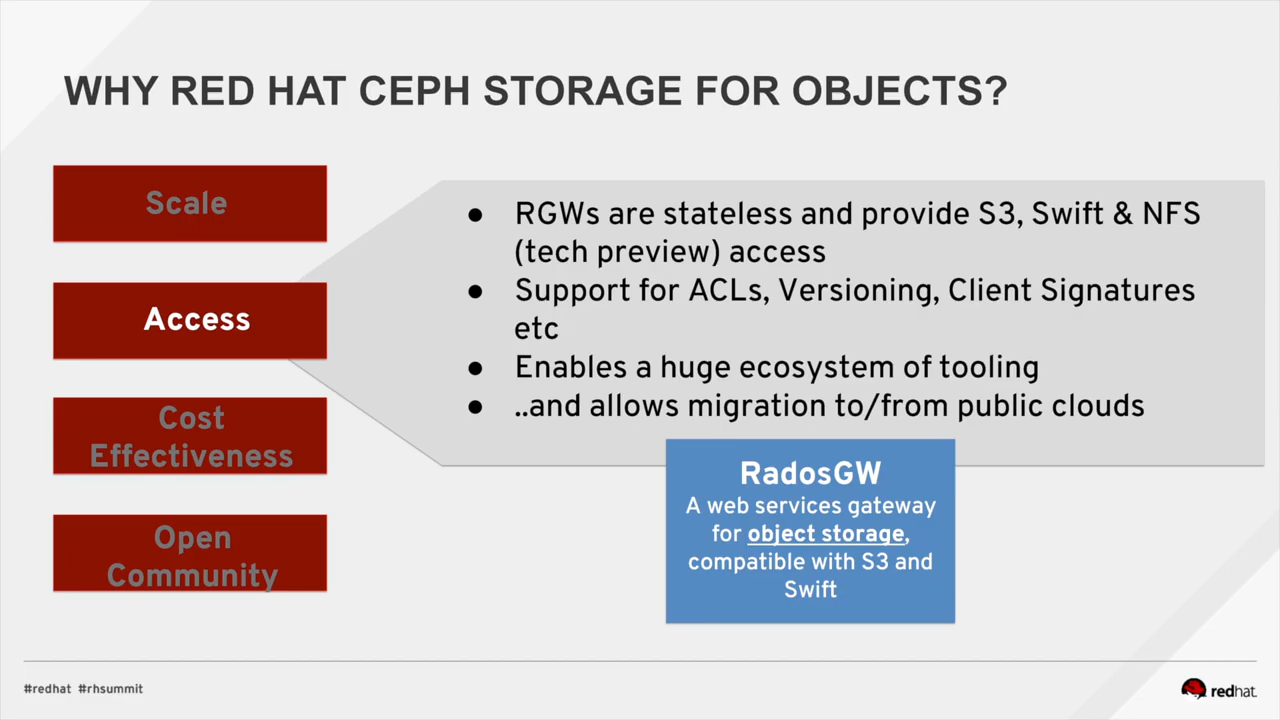 WHY RED HAT CEPH STORAGE FOR OBJECTS?
Scale
Access
Cost
Effectiveness
Open
Community
● RGWs are stateless and provide S3, Swift & NFS
(tech preview) access
● Support for ACLs, Versioning, Client Signatures
etc
● Enables a huge ecosystem of tooling
● ..and allows migration to/from public clouds
RadosGW
A web services gateway
for object storage,
compatible with S3 and
Swift
#redhat #rhsummit
redhat.